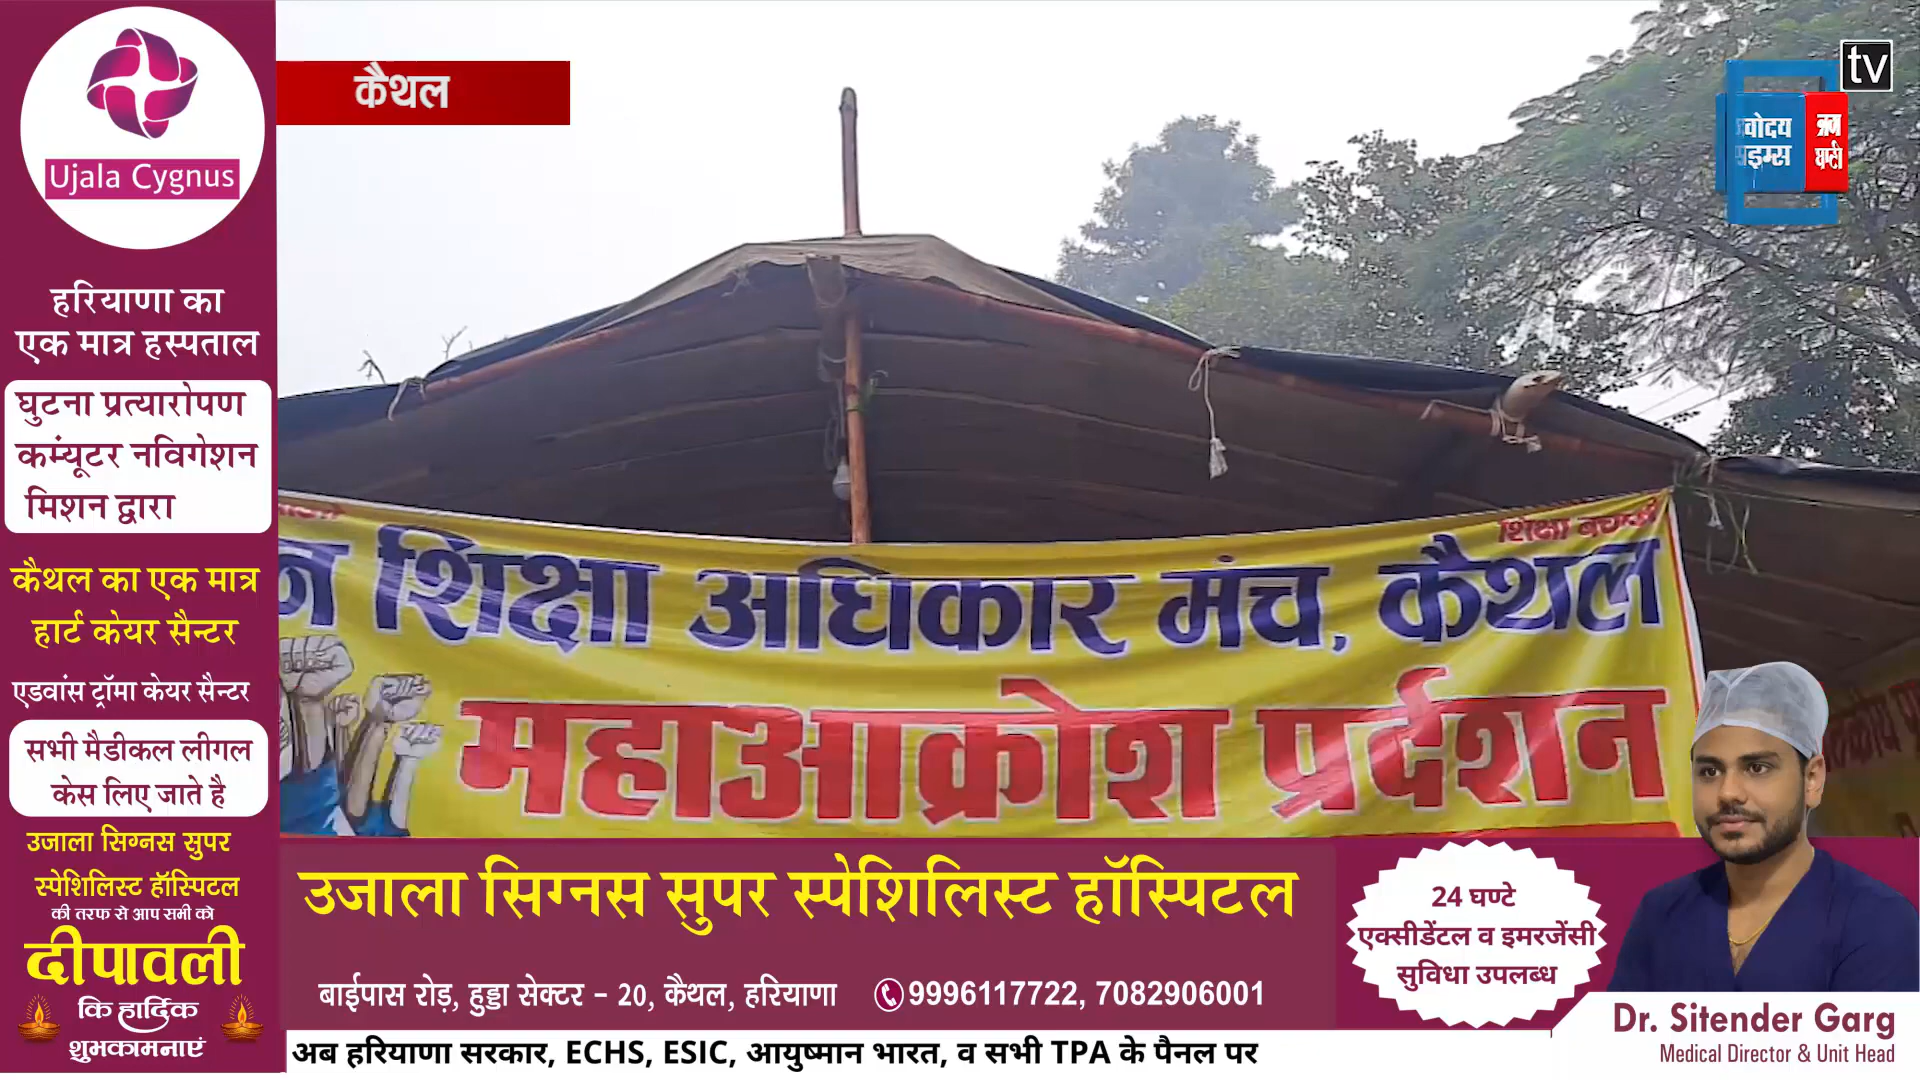 Ujala Cygnus
हरियाणा का
एक मात्र हस्पताल
घुटना प्रत्यारोपण
कम्यूंटर नविगेशन
मिशन द्वारा
कैथल का एक मात्र
हार्ट केयर सैन्टर
एडवांस ट्रॉमा केयर सैन्टर
सभी मैडीकल लीगल
केस लिए जाते है
उजाला सिग्नस सुपर
स्पेशिलिस्ट हॉस्पिटल
की तरफ से आप सभी को
दीपावली
कि हार्दिक
शुभकामनाएं
कैथल
tv
शिक्षा
शिक्षा अधिकार मंच, कैथल
महाआक्रोश प्रर्दशन
उजाला सिग्नस सुपर स्पेशिलिस्ट हॉस्पिटल
बाईपास रोड़, हुड्डा सेक्टर - 20, कैथल, हरियाणा 9996117722, 7082906001
24 घण्टे
एक्सीडेंटल व इमरजेंसी
सुविधा उपलब्ध
Dr. Sitender Garg
Medical Director & Unit Head
अब हरियाणा सरकार, ECHS, ESIC, आयुष्मान भारत, व सभी TPA के पैनल पर